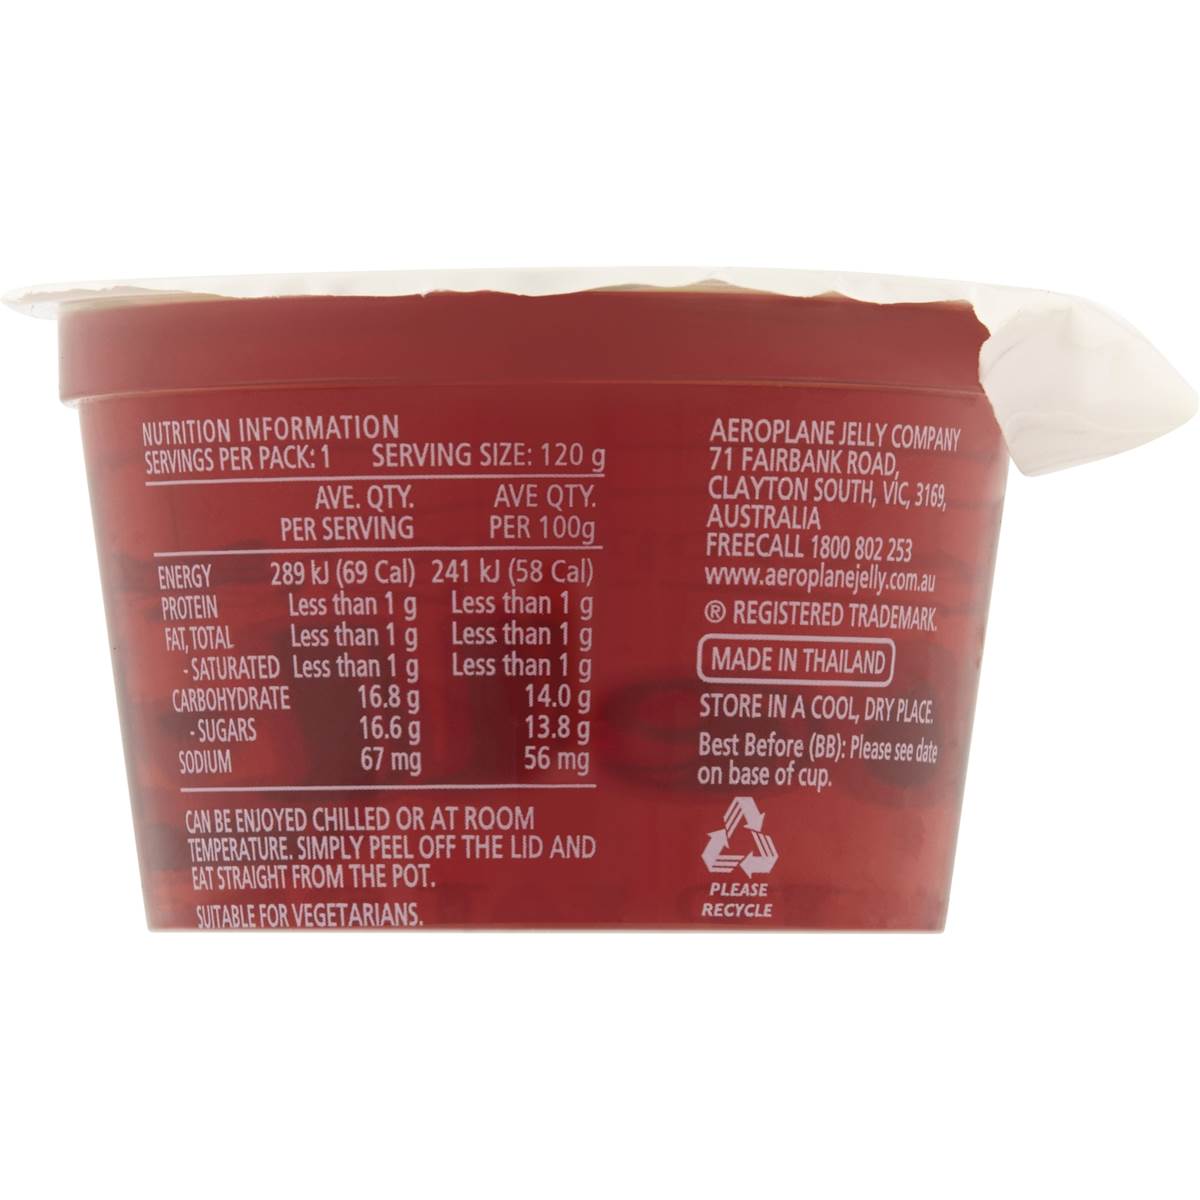 NUTRITION INFORMATION
SERVINGS PER PACK: 1 SERVING SIZE: 120 g
AVE. QTY. AVE QTY.
PER SERVING PER 100g
ENERGY 289 kJ (69 Cal) 241 kJ (58 Cal)
PROTEIN Less than 1 g Less than 1 g
FAT, TOTAL Less than 1 g Less than 1 g
- SATURATED Less than 1 g Less than 1 g
CARBOHYDRATE 16.8 g 14.0 g
- SUGARS 16.6 g 13.8 g
SODIUM 67 mg 56 mg
CAN BE ENJOYED CHILLED OR AT ROOM
TEMPERATURE. SIMPLY PEEL OFF THE LID AND
EAT STRAIGHT FROM THE POT.
SUITABLE FOR VEGETARIANS.
AEROPLANE JELLY COMPANY
71 FAIRBANK ROAD,
CLAYTON SOUTH, VIC, 3169,
AUSTRALIA
FREECALL 1800 802 253
www.aeroplanejelly.com.au
® REGISTERED TRADEMARK.
MADE IN THAILAND
STORE IN A COOL, DRY PLACE.
Best Before (BB): Please see date
on base of cup.
PLEASE
RECYCLE